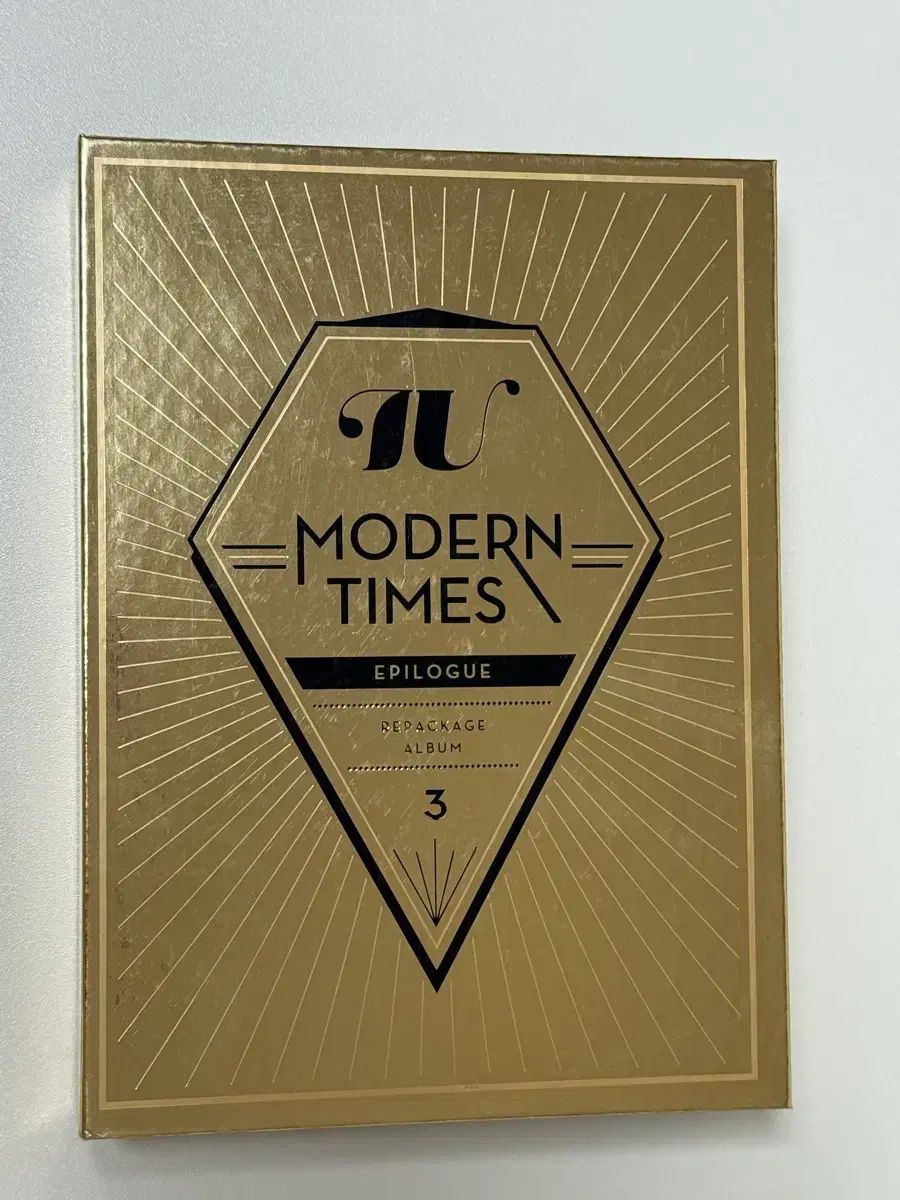 IU
MODERN
TIMES
EPILOGUE
REPACKAGE
ALBUM
3